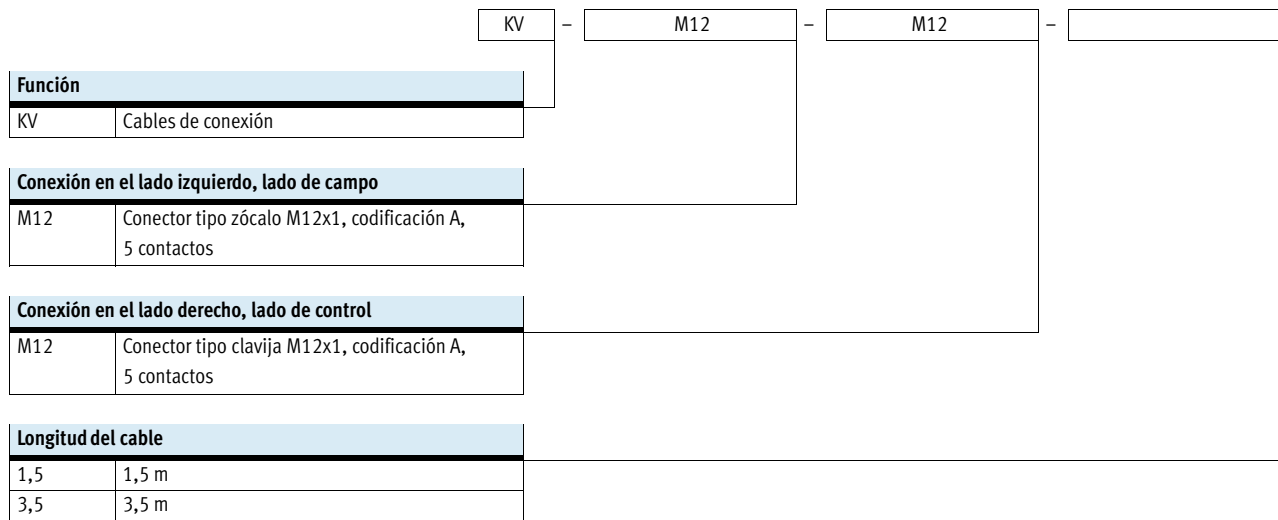 KV – M12 – M12 –
Función
KV Cables de conexión
Conexión en el lado izquierdo, lado de campo
M12 Conector tipo zócalo M12x1, codificación A,
5 contactos
Conexión en el lado derecho, lado de control
M12 Conector tipo clavija M12x1, codificación A,
5 contactos
Longitud del cable
1,5 1,5 m
3,5 3,5 m